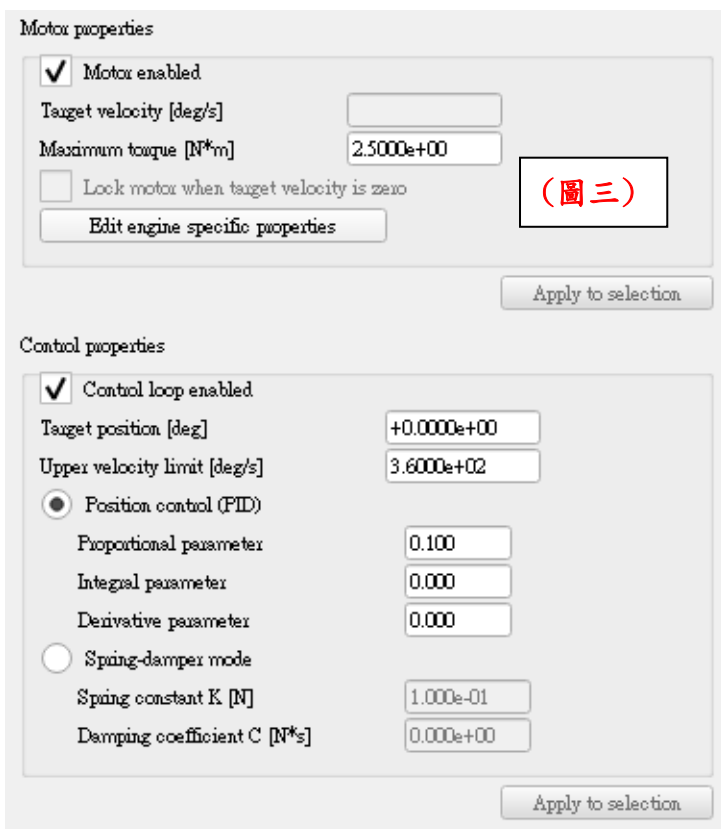 Motor properties
Motor enabled
Target velocity [deg/s]
Maximum torque [N*m] 2.5000e+00
Lock motor when target velocity is zero
(圖三)
Edit engine specific properties
Apply to selection
Control properties
Control loop enabled
Target position [deg] +0.0000e+00
Upper velocity limit [deg/s] 3.6000e+02
Position control (PID)
Proportional parameter 0.100
Integral parameter 0.000
Derivative parameter 0.000
Spring-damper mode
Spring constant K [N] 1.000e-01
Damping coefficient C [N*s] 0.000e+00
Apply to selection